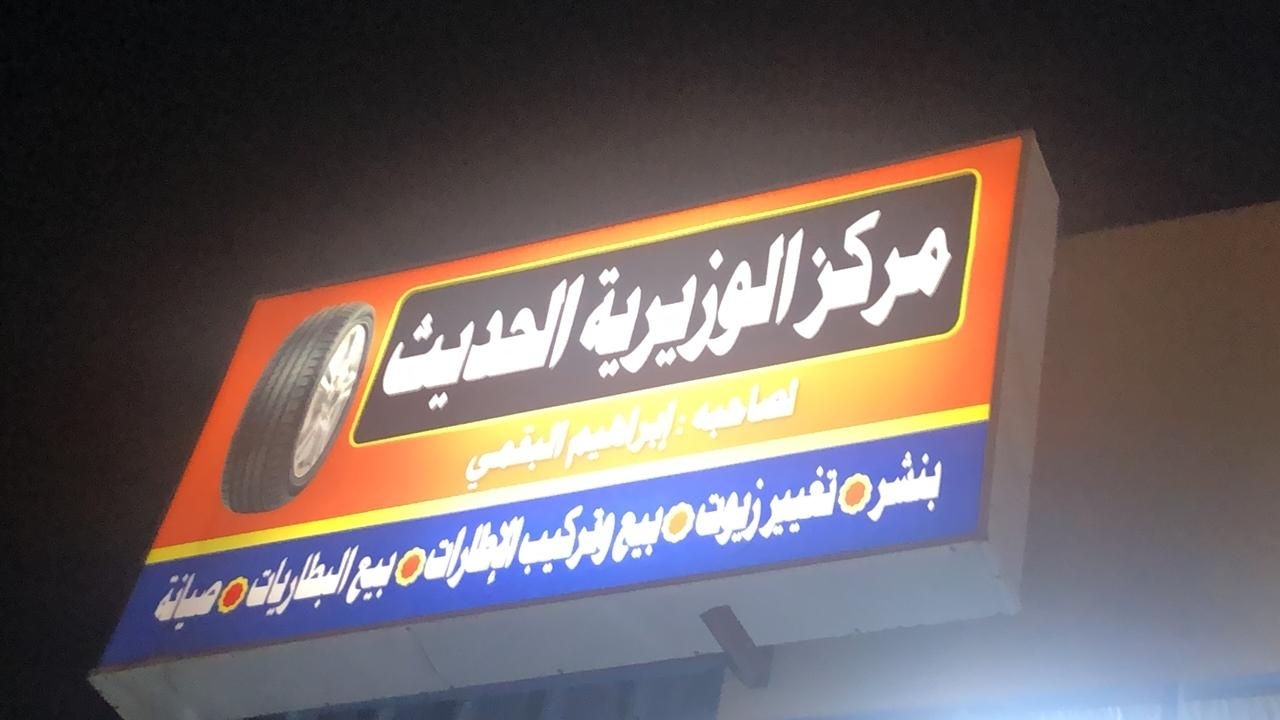 مركز الوزيرية الحديث
لصاحبه : إبراهيم البقمي
بنشر تغيير زيوت بيع وتركيب الإطارات بيع البطاريات صيانة